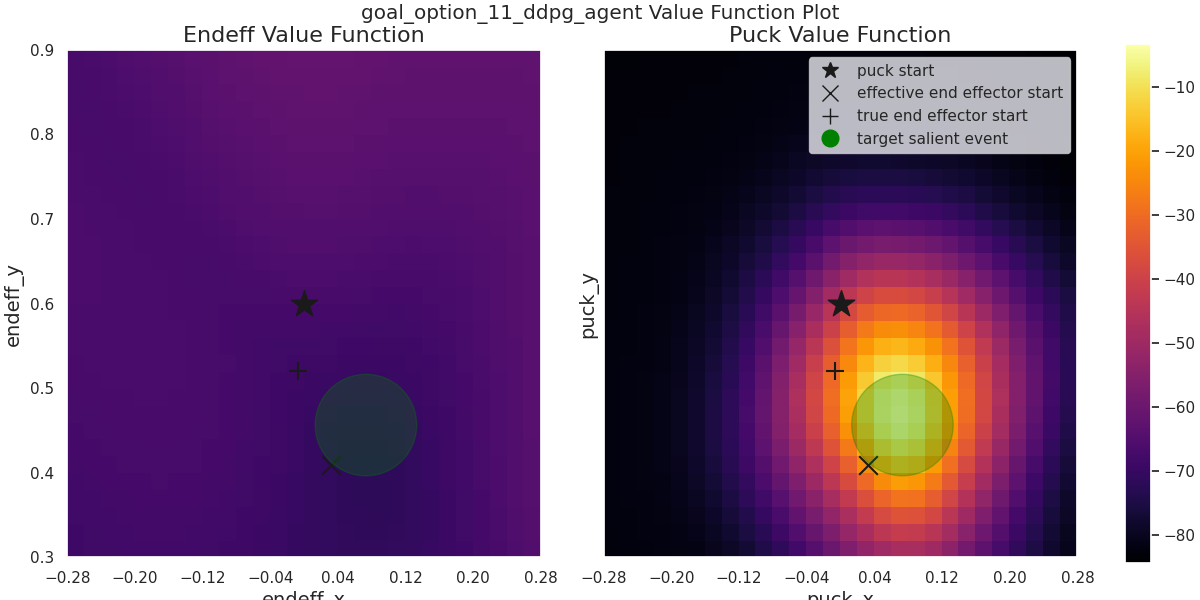 goal_option_11_ddpg_agent Value Function Plot
Endeff Value Function
Puck Value Function
0.9
0.8
0.7
0.6
0.5
0.4
0.3
endeff_y
−0.28 −0.20 −0.12 −0.04 0.04 0.12 0.20 0.28
endeff_x
puck_y
puck start
effective end effector start
true end effector start
target salient event
−0.28 −0.20 −0.12 −0.04 0.04 0.12 0.20 0.28
puck_x
−10
−20
−30
−40
−50
−60
−70
−80